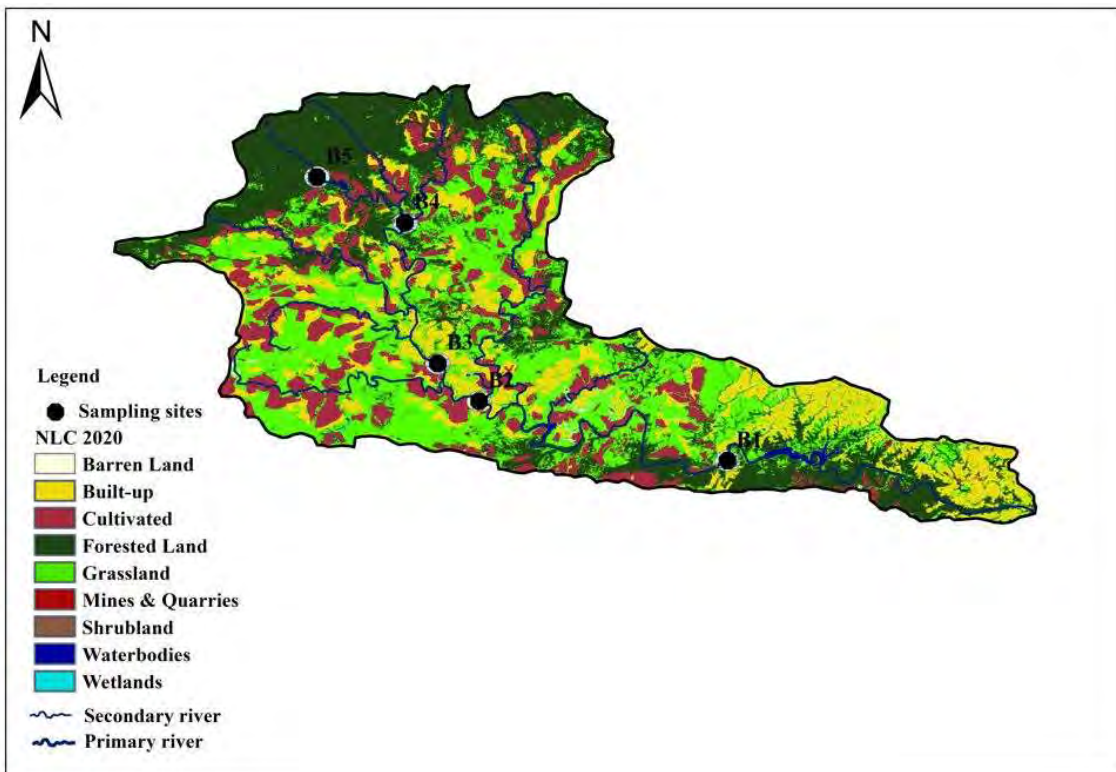 N
B5
B4
B3
B2
B1
Legend
Sampling sites
NLC 2020
Barren Land
Built-up
Cultivated
Forested Land
Grassland
Mines & Quarries
Shrubland
Waterbodies
Wetlands
Secondary river
Primary river